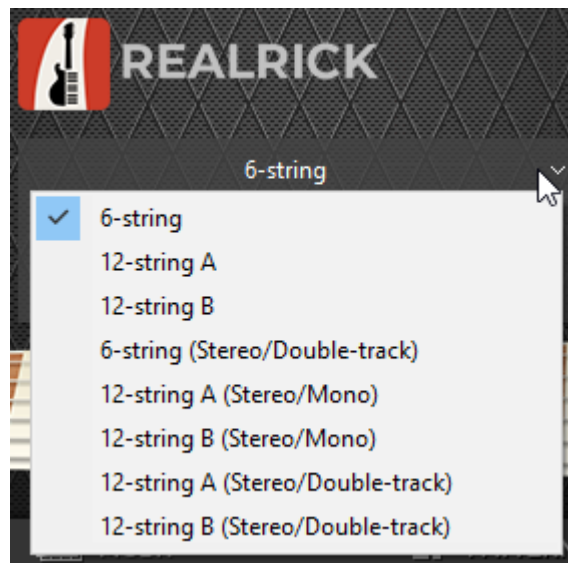 REALRICK
6-string
6-string
12-string A
12-string B
6-string (Stereo/Double-track)
12-string A (Stereo/Mono)
12-string B (Stereo/Mono)
12-string A (Stereo/Double-track)
12-string B (Stereo/Double-track)